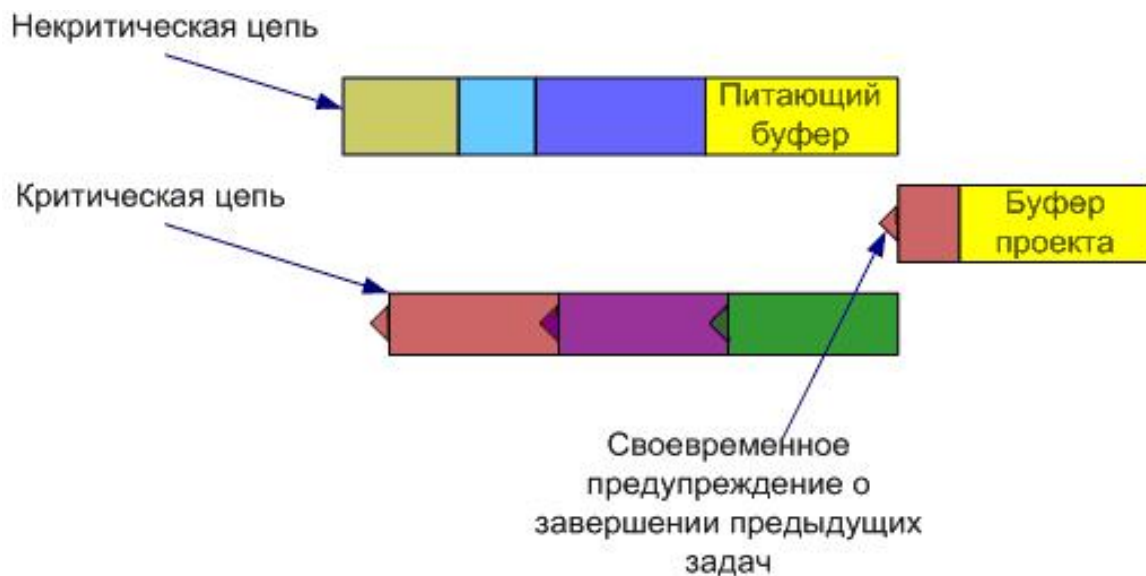 Некритическая цепь
Питающий
буфер
Критическая цепь
Буфер
проекта
Своевременное
предупреждение о
завершении предыдущих
задач